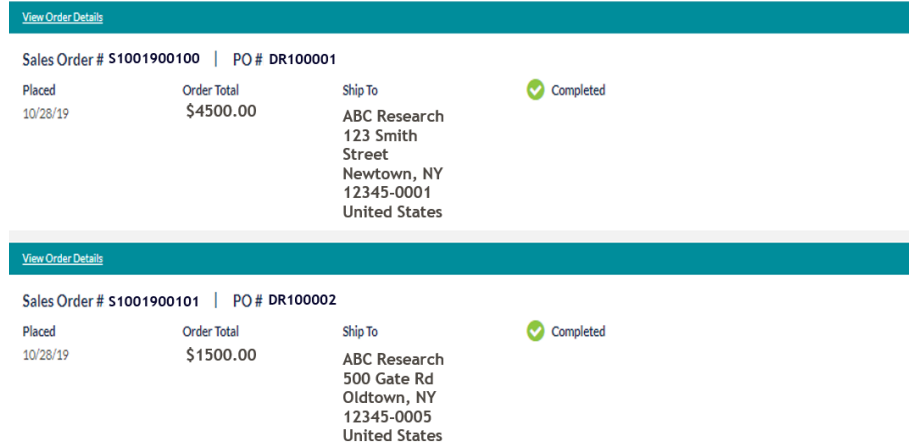 View Order Details
Sales Order # S1001900100 | PO # DR100001
Placed Order Total Ship To Completed
10/28/19 $4500.00 ABC Research
123 Smith
Street
Newtown, NY
12345-0001
United States
View Order Details
Sales Order # S1001900101 | PO # DR100002
Placed Order Total Ship To Completed
10/28/19 $1500.00 ABC Research
500 Gate Rd
Oldtown, NY
12345-0005
United States